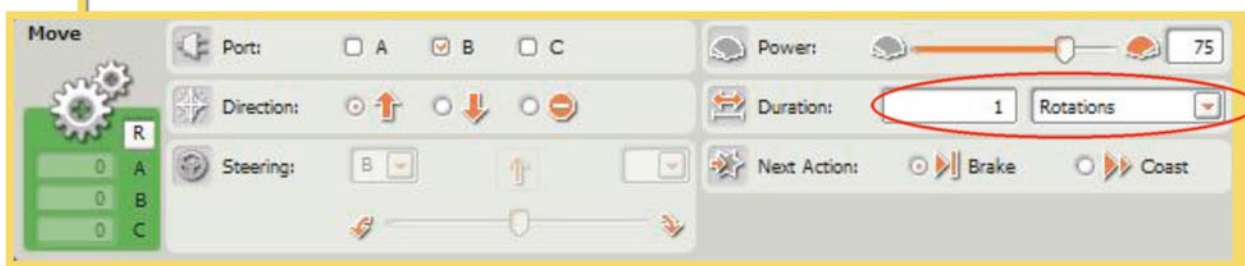 Move
Port: A B C
Power: 75
Direction:
Duration: 1 Rotations
R
0 A
0 B
0 C
Steering: B
Next Action: Brake Coast